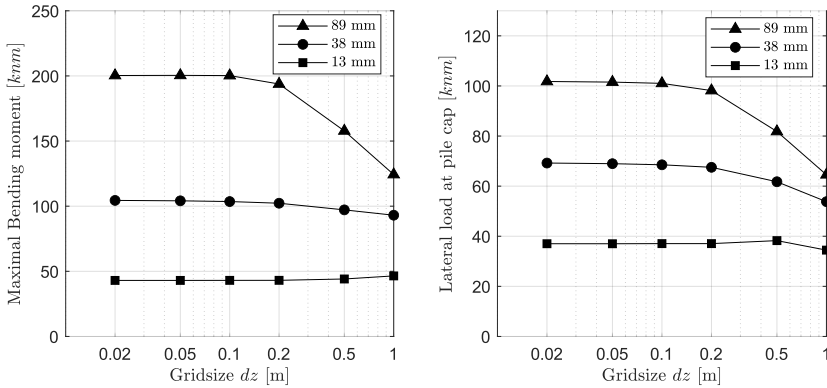 Maximal Bending moment [knm]
250
200
150
100
50
0
89 mm
38 mm
13 mm
0.02 0.05 0.1 0.2 0.5 1
Gridsize dz [m]
Lateral load at pile cap [knm]
120
100
80
60
40
20
0
89 mm
38 mm
13 mm
0.02 0.05 0.1 0.2 0.5 1
Gridsize dz [m]